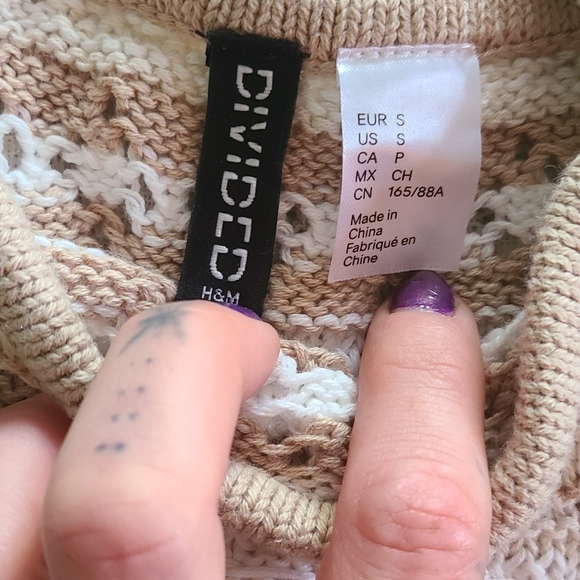 DIVIDED
H&M
EUR S
US S
CA P
MX CH
CN 165/88A
Made in
China
Fabriqué en
Chine